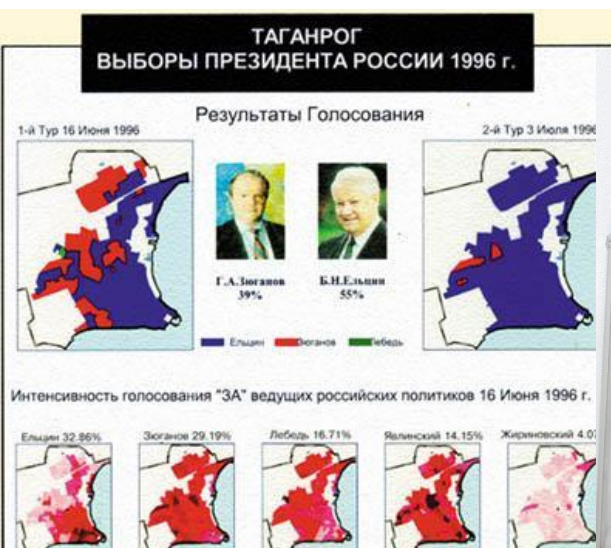 ТАГАНРОГ
ВЫБОРЫ ПРЕЗИДЕНТА РОССИИ 1996 г.
Результаты Голосования
1-й Тур 16 Июня 1996
2-й Тур 3 Июля 1996
Г.А.Зюганов
39%
Б.Н.Ельцин
55%
Ельцин Зюганов Лебедь
Интенсивность голосования "ЗА" ведущих российских политиков 16 Июня 1996 г.
Ельцин 32.86%
Зюганов 29.19%
Лебедь 16.71%
Явлинский 14.15%
Жириновский 4.07